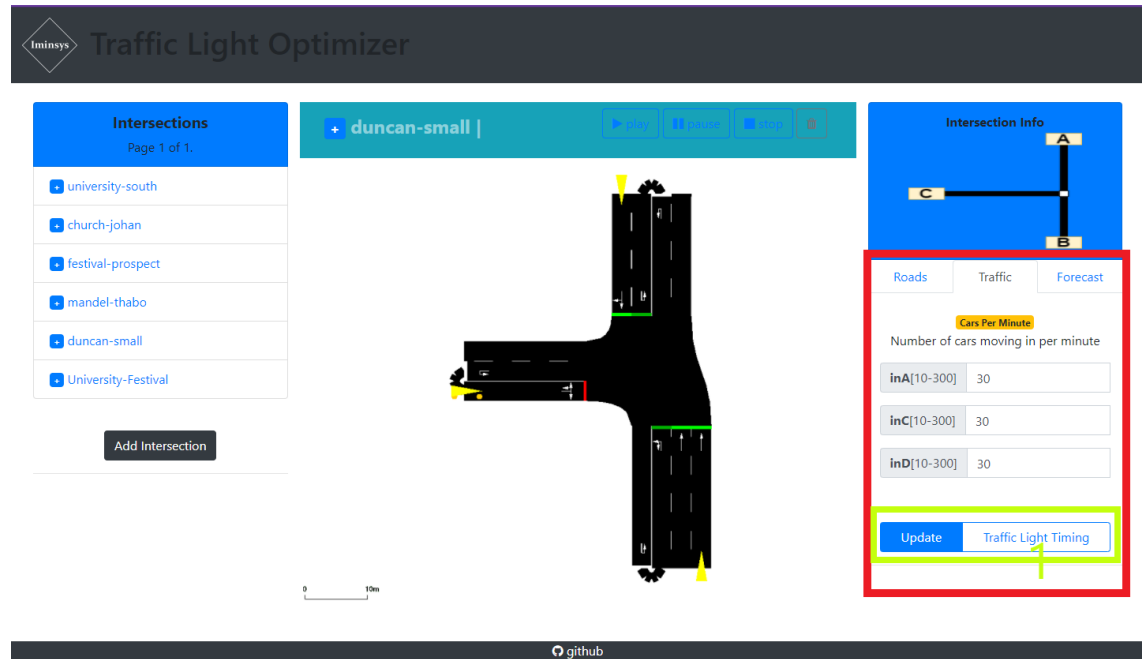 Iminsys
Traffic Light Optimizer
Intersections
Page 1 of 1.
+ university-south
+ church-johan
+ festival-prospect
+ mandel-thabo
+ duncan-small
+ University-Festival
Add Intersection
+ duncan-small |
play
pause
stop
0 10m
Intersection Info
A
C
B
Roads Traffic Forecast
Cars Per Minute
Number of cars moving in per minute
inA[10-300] 30
inC[10-300] 30
inD[10-300] 30
Update Traffic Light Timing
1
github